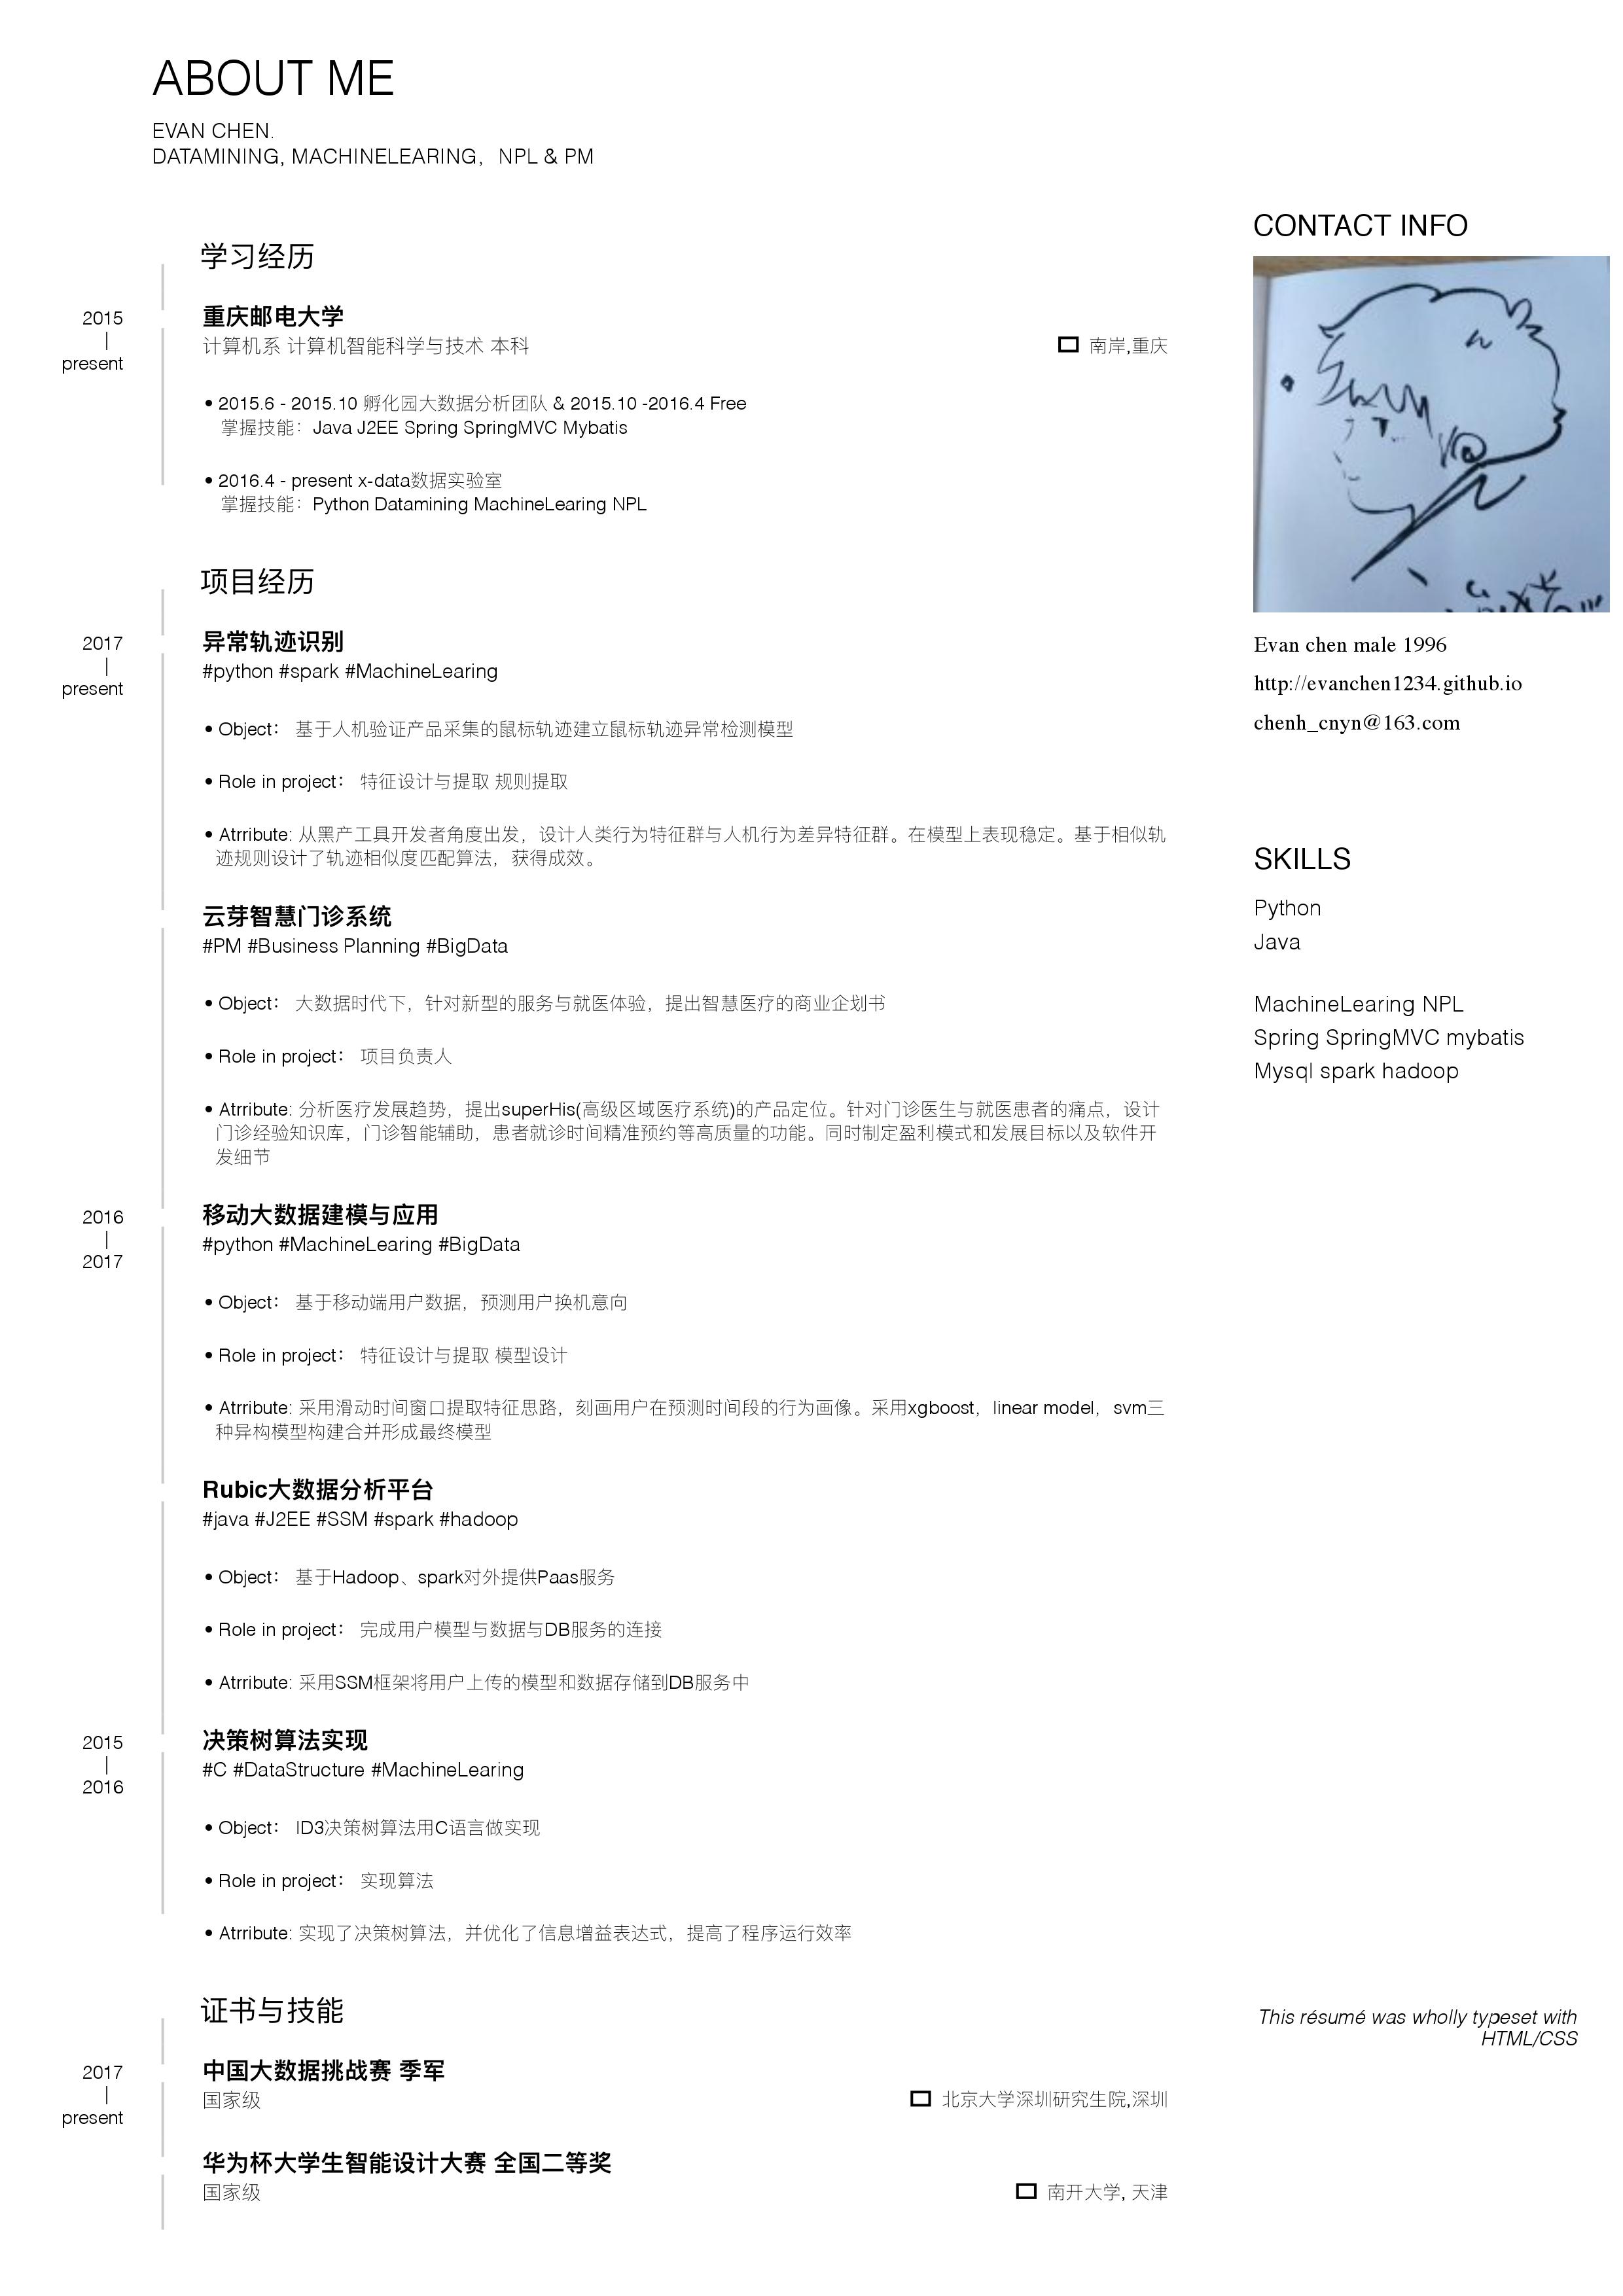 ABOUT ME
EVAN CHEN.
DATAMINING, MACHINELEARING，NPL & PM
学习经历
2015
|
present
重庆邮电大学
计算机系 计算机智能科学与技术 本科
南岸,重庆
• 2015.6 - 2015.10 孵化园大数据分析团队 & 2015.10 -2016.4 Free
掌握技能：Java J2EE Spring SpringMVC Mybatis
• 2016.4 - present x-data数据实验室
掌握技能：Python Datamining MachineLearing NPL
项目经历
2017
|
present
异常轨迹识别
#python #spark #MachineLearing
• Object： 基于人机验证产品采集的鼠标轨迹建立鼠标轨迹异常检测模型
• Role in project： 特征设计与提取 规则提取
• Atrribute: 从黑产工具开发者角度出发，设计人类行为特征群与人机行为差异特征群。在模型上表现稳定。基于相似轨
迹规则设计了轨迹相似度匹配算法，获得成效。
云芽智慧门诊系统
#PM #Business Planning #BigData
• Object： 大数据时代下，针对新型的服务与就医体验，提出智慧医疗的商业企划书
• Role in project： 项目负责人
• Atrribute: 分析医疗发展趋势，提出superHis(高级区域医疗系统)的产品定位。针对门诊医生与就医患者的痛点，设计
门诊经验知识库，门诊智能辅助，患者就诊时间精准预约等高质量的功能。同时制定盈利模式和发展目标以及软件开
发细节
2016
|
2017
移动大数据建模与应用
#python #MachineLearing #BigData
• Object： 基于移动端用户数据，预测用户换机意向
• Role in project： 特征设计与提取 模型设计
• Atrribute: 采用滑动时间窗口提取特征思路，刻画用户在预测时间段的行为画像。采用xgboost，linear model，svm三
种异构模型构建合并形成最终模型
Rubic大数据分析平台
#java #J2EE #SSM #spark #hadoop
• Object： 基于Hadoop、spark对外提供Paas服务
• Role in project： 完成用户模型与数据与DB服务的连接
• Atrribute: 采用SSM框架将用户上传的模型和数据存储到DB服务中
2015
|
2016
决策树算法实现
#C #DataStructure #MachineLearing
• Object： ID3决策树算法用C语言做实现
• Role in project： 实现算法
• Atrribute: 实现了决策树算法，并优化了信息增益表达式，提高了程序运行效率
证书与技能
2017
|
present
中国大数据挑战赛 季军
国家级
北京大学深圳研究生院,深圳
华为杯大学生智能设计大赛 全国二等奖
国家级
南开大学, 天津
CONTACT INFO
Evan chen male 1996
http://evanchen1234.github.io
chenh_cnyn@163.com
SKILLS
Python
Java
MachineLearing NPL
Spring SpringMVC mybatis
Mysql spark hadoop
This résumé was wholly typeset with
HTML/CSS